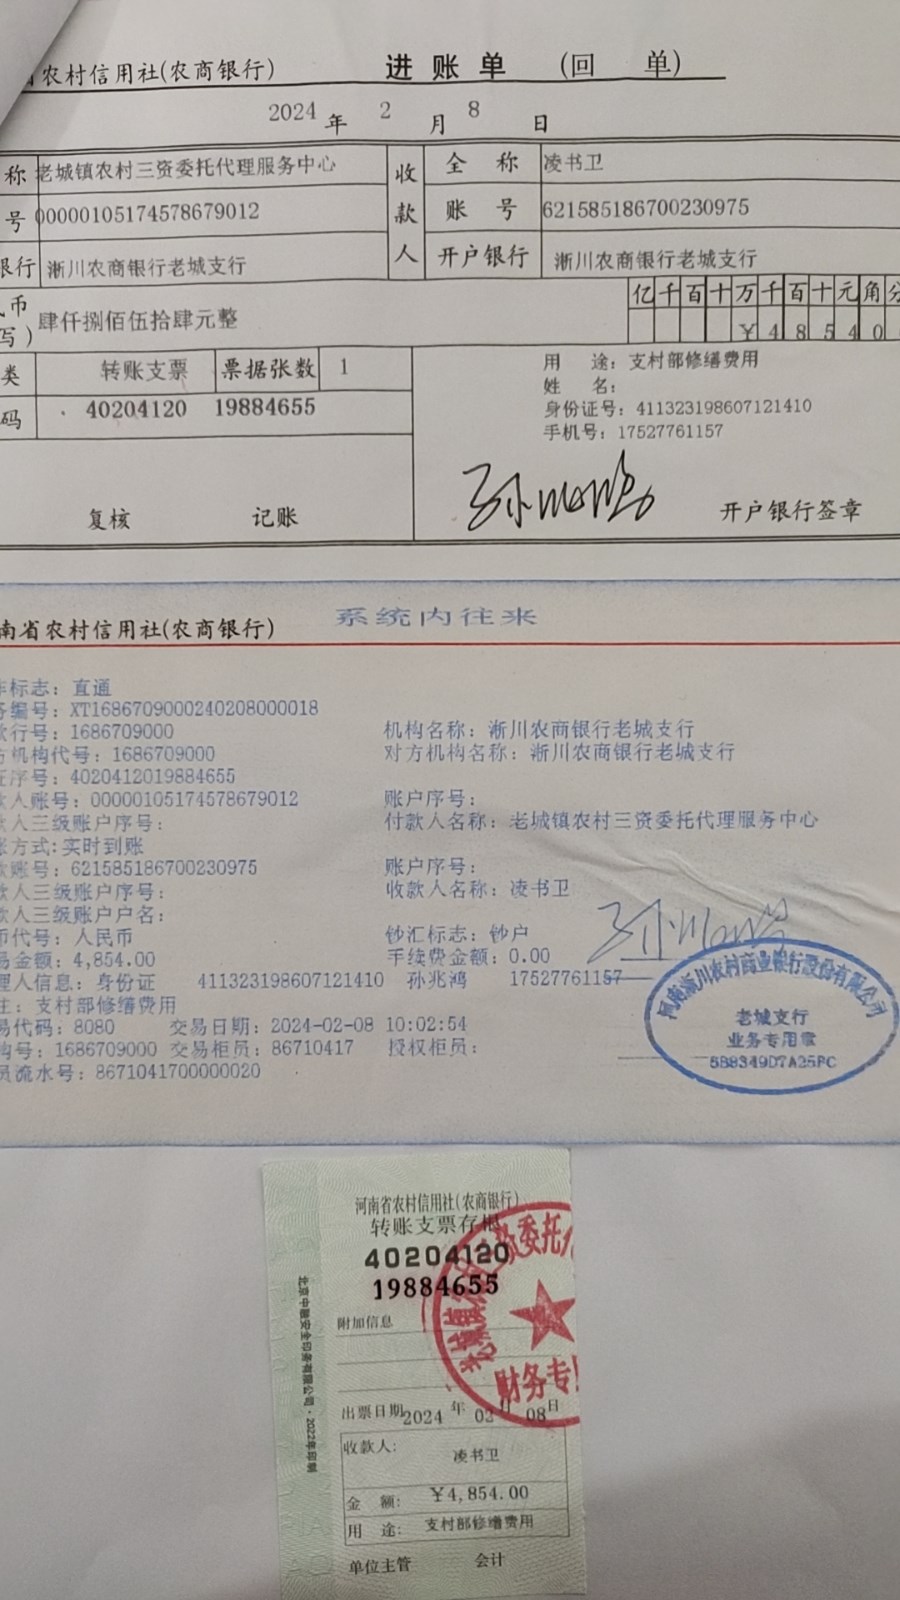 省农村信用社(农商银行) 进账单 (回 单)
2024 年 2 月 8 日
称 老城镇农村三资委托代理服务中心 收款人 全 称 凌书卫
号 00000105174578679012 账 号 621585186700230975
银行 淅川农商银行老城支行 开户银行 淅川农商银行老城支行
币 亿千百十万千百十元角分
写) 肆仟捌佰伍拾肆元整 ¥48540
类 转账支票 票据张数 1 用 途:支村部修缮费用
姓 名:
码 40204120 19884655 身份证号:411323198607121410
手机号:17527761157
复核 记账 开户银行签章
南省农村信用社(农商银行) 系统内往来
标志:直通
编号:XT1686709000240208000018
行号:1686709000 机构名称:淅川农商银行老城支行
方机构代号:1686709000 对方机构名称:淅川农商银行老城支行
序号:4020412019884655
人账号:00000105174578679012 账户序号:
人三级账户序号: 付款人名称:老城镇农村三资委托代理服务中心
账方式:实时到账
账号:621585186700230975 账户序号:
人三级账户序号: 收款人名称:凌书卫
人三级账户户名:
币代号:人民币 钞汇标志:钞户
易金额:4,854.00 手续费金额:0.00
理人信息:身份证 411323198607121410 孙兆鸿 17527761157
注:支村部修缮费用
易代码:8080 交易日期:2024-02-08 10:02:54
构号:1686709000 交易柜员:86710417 授权柜员:
员流水号:8671041700000020
河南淅川农村商业银行股份有限公司
老城支行
业务专用章
5B8349D7A25FC
河南省农村信用社(农商银行)
转账支票存根
40204120
19884655
附加信息
老城镇农村三资委托代
财务专用
出票日期 2024 年 02 月 08 日
收款人:
凌书卫
金 额: ¥4,854.00
用 途: 支村部修缮费用
单位主管 会计